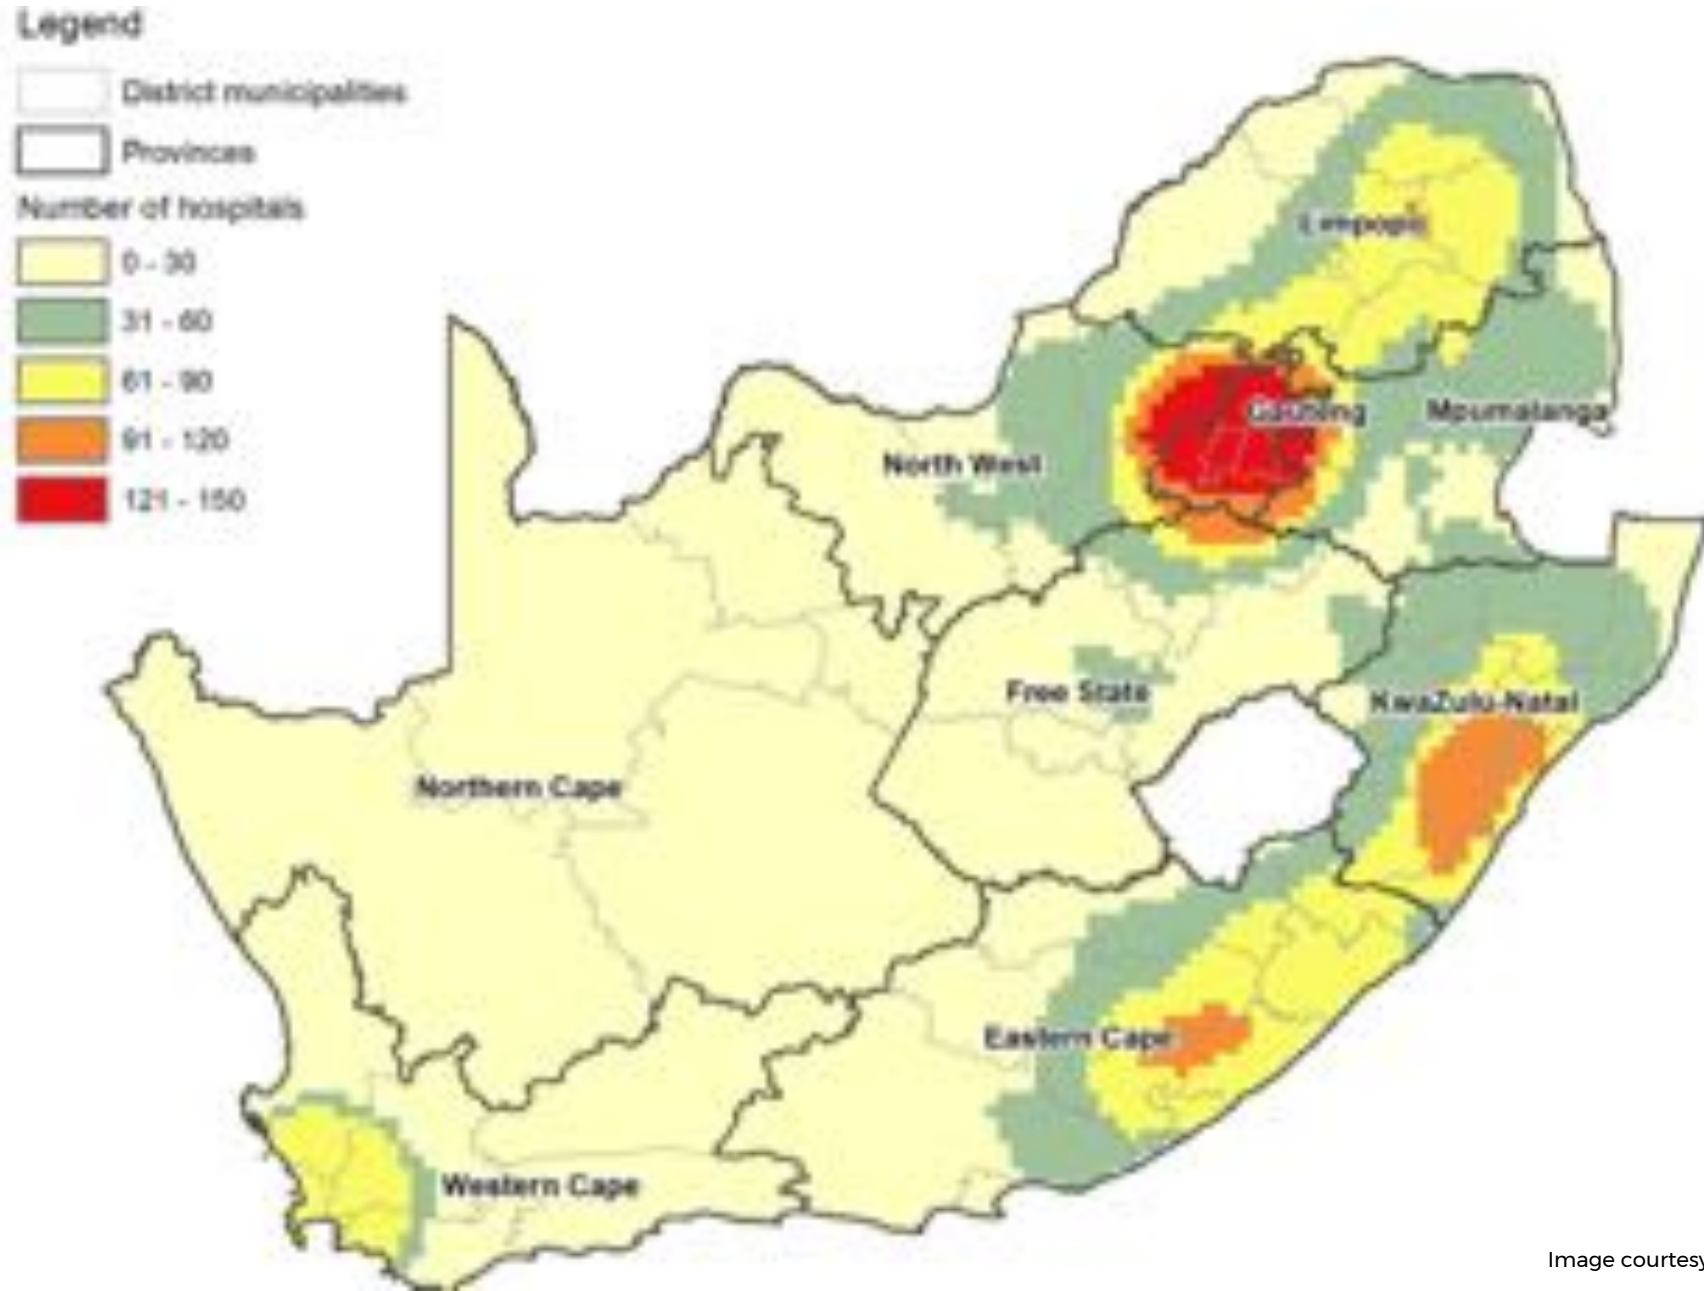 Legend
District municipalities
Provinces
Number of hospitals
0 - 30
31 - 60
61 - 90
91 - 120
121 - 150
Limpopo
Gauteng
Mpumalanga
North West
Free State
KwaZulu-Natal
Northern Cape
Eastern Cape
Western Cape
Image courtesy